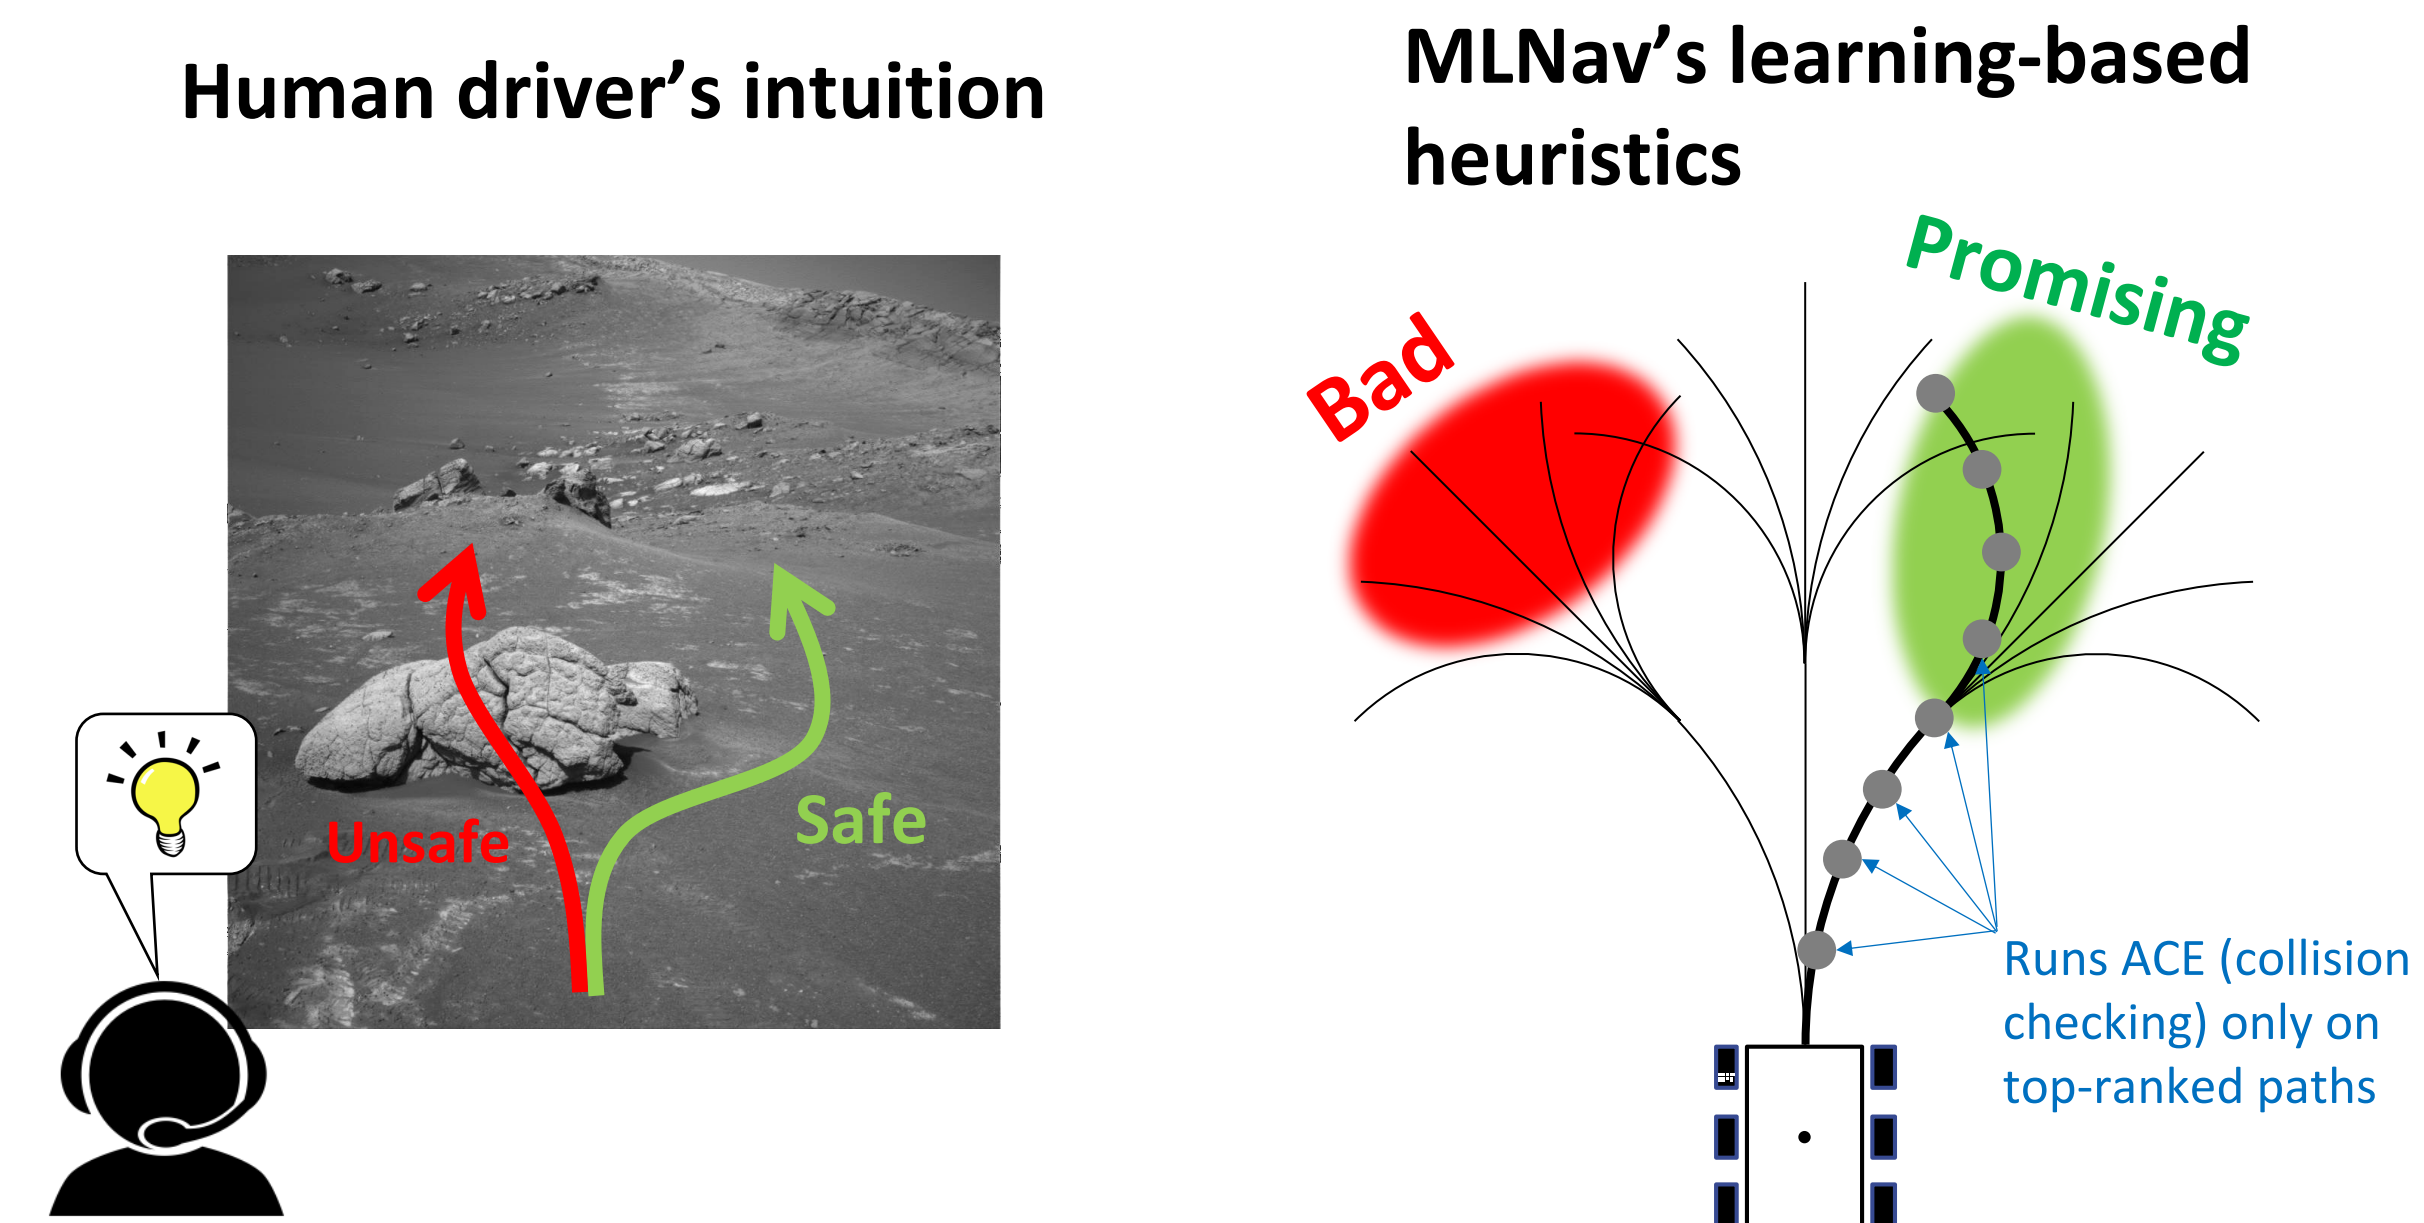 Human driver’s intuition
MLNav’s learning-based
heuristics
Unsafe
Safe
Bad
Promising
Runs ACE (collision
checking) only on
top-ranked paths